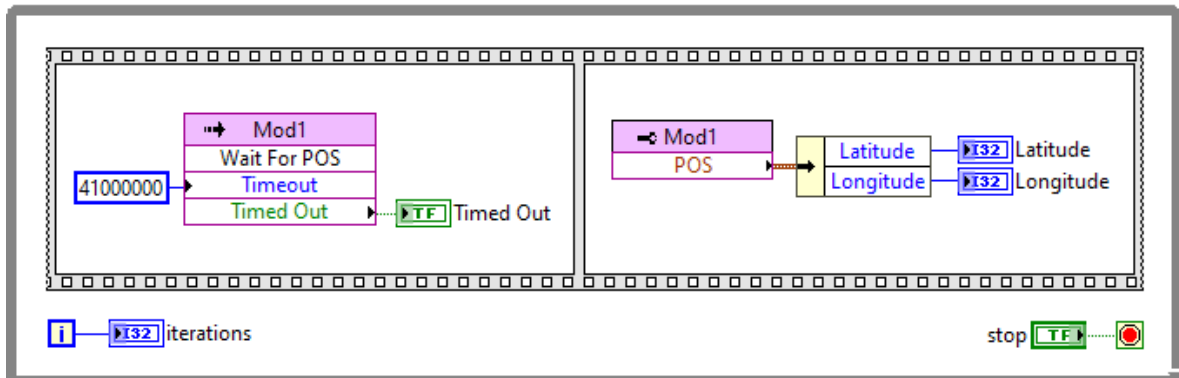 Mod1
Wait For POS
41000000
Timeout
Timed Out
TF
Timed Out
Mod1
POS
Latitude
I32
Latitude
Longitude
I32
Longitude
i
I32
iterations
stop
TF